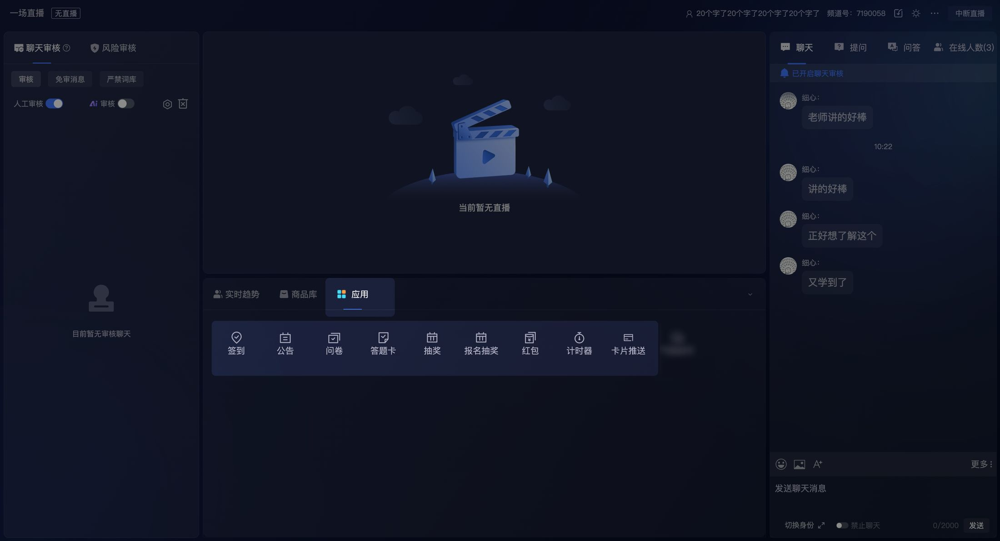 一场直播 无直播
20个字了20个字了20个字了20个字了 频道号：7190058 中断直播
聊天审核 风险审核
审核 免审消息 严禁词库
人工审核 Ai 审核
目前暂无审核聊天
当前暂无直播
实时趋势 商品库 应用
签到 公告 问卷 答题卡 抽奖 报名抽奖 红包 计时器 卡片推送
聊天 提问 问答 在线人数(3)
已开启聊天审核
细心：
老师讲的好棒
10:22
细心：
讲的好棒
细心：
正好想了解这个
细心：
又学到了
更多
发送聊天消息
切换身份 禁止聊天 0/2000 发送